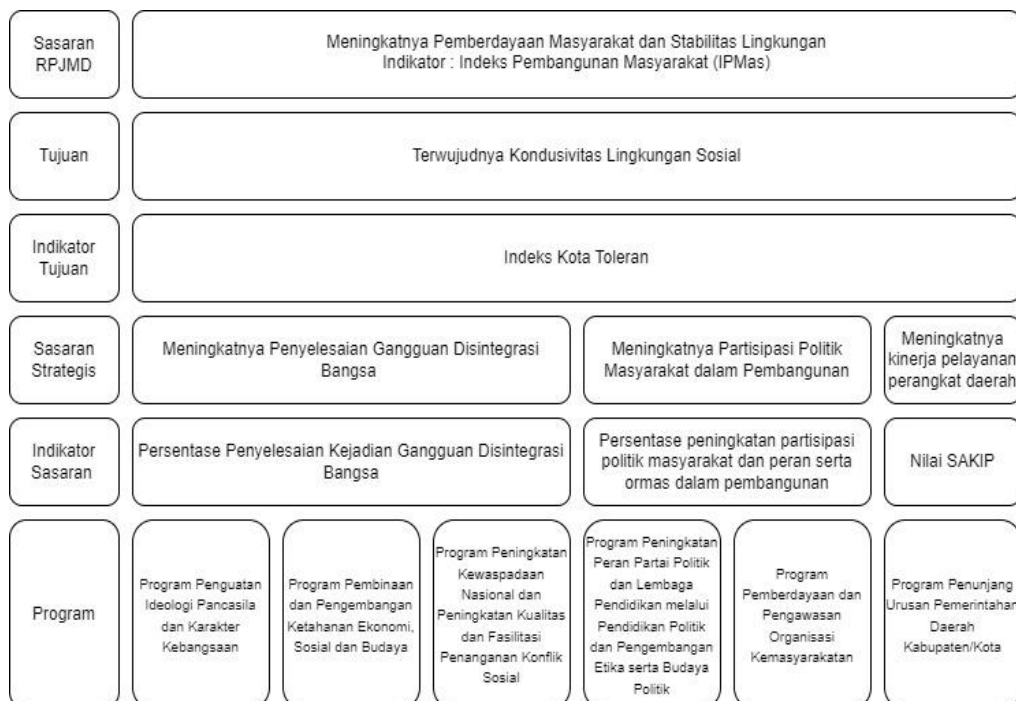 Sasaran
RPJMD
Meningkatnya Pemberdayaan Masyarakat dan Stabilitas Lingkungan
Indikator : Indeks Pembangunan Masyarakat (IPMas)
Tujuan
Terwujudnya Kondusivitas Lingkungan Sosial
Indikator
Tujuan
Indeks Kota Toleran
Sasaran
Strategis
Meningkatnya Penyelesaian Gangguan Disintegrasi
Bangsa
Meningkatnya Partisipasi Politik
Masyarakat dalam Pembangunan
Meningkatnya
kinerja pelayanan
perangkat daerah
Indikator
Sasaran
Persentase Penyelesaian Kejadian Gangguan Disintegrasi
Bangsa
Persentase peningkatan partisipasi
politik masyarakat dan peran serta
ormas dalam pembangunan
Nilai SAKIP
Program
Program Penguatan
Ideologi Pancasila
dan Karakter
Kebangsaan
Program Pembinaan
dan Pengembangan
Ketahanan Ekonomi,
Sosial dan Budaya
Program Peningkatan
Kewaspadaan
Nasional dan
Peningkatan Kualitas
dan Fasilitasi
Penanganan Konflik
Sosial
Program Peningkatan
Peran Partai Politik
dan Lembaga
Pendidikan melalui
Pendidikan Politik
dan Pengembangan
Etika serta Budaya
Politik
Program
Pemberdayaan dan
Pengawasan
Organisasi
Kemasyarakatan
Program Penunjang
Urusan Pemerintahan
Daerah
Kabupaten/Kota